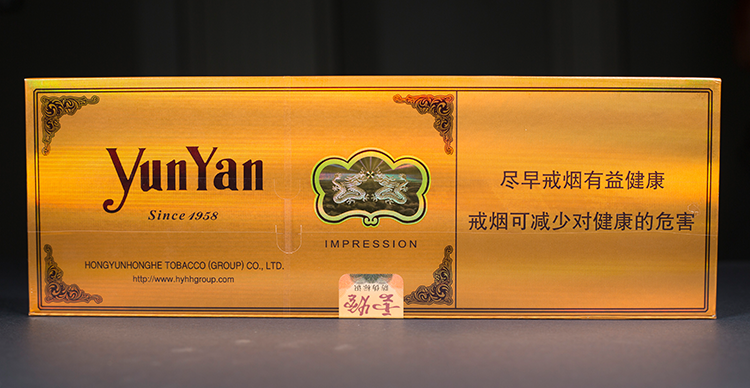 YunYan
Since 1958
IMPRESSION
HONGYUNHONGHE TOBACCO (GROUP) CO., LTD.
http://www.hyhhgroup.com
尽早戒烟有益健康
戒烟可减少对健康的危害